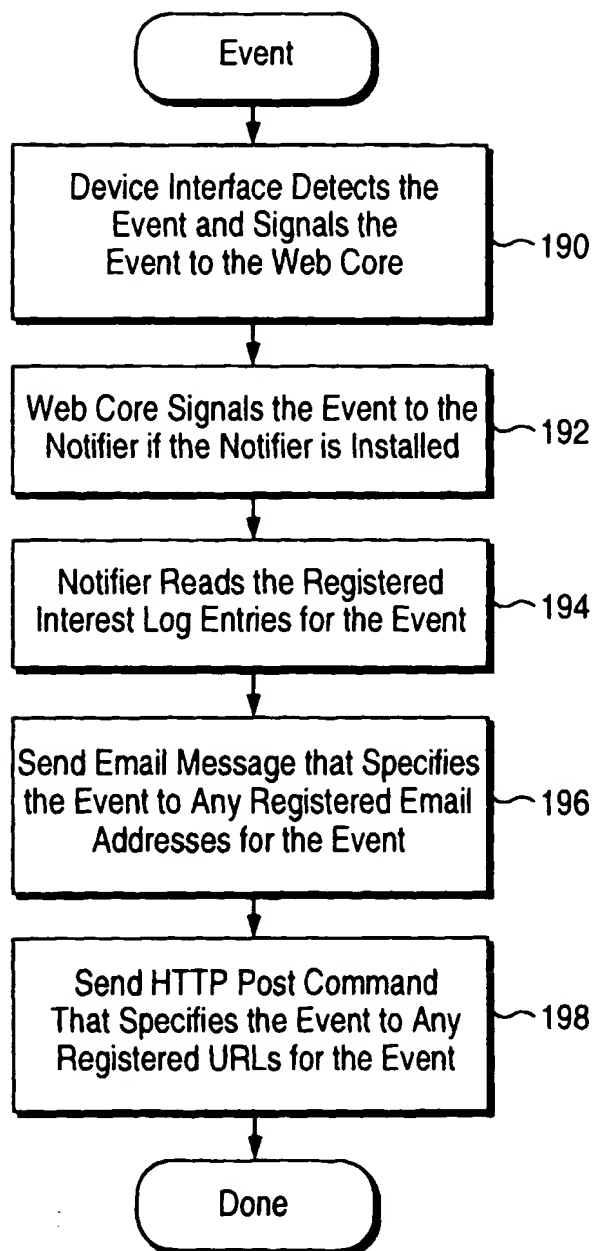 Event
Device Interface Detects the
Event and Signals the
Event to the Web Core
190
Web Core Signals the Event to the
Notifier if the Notifier is Installed
192
Notifier Reads the Registered
Interest Log Entries for the Event
194
Send Email Message that Specifies
the Event to Any Registered Email
Addresses for the Event
196
Send HTTP Post Command
That Specifies the Event to Any
Registered URLs for the Event
198
Done